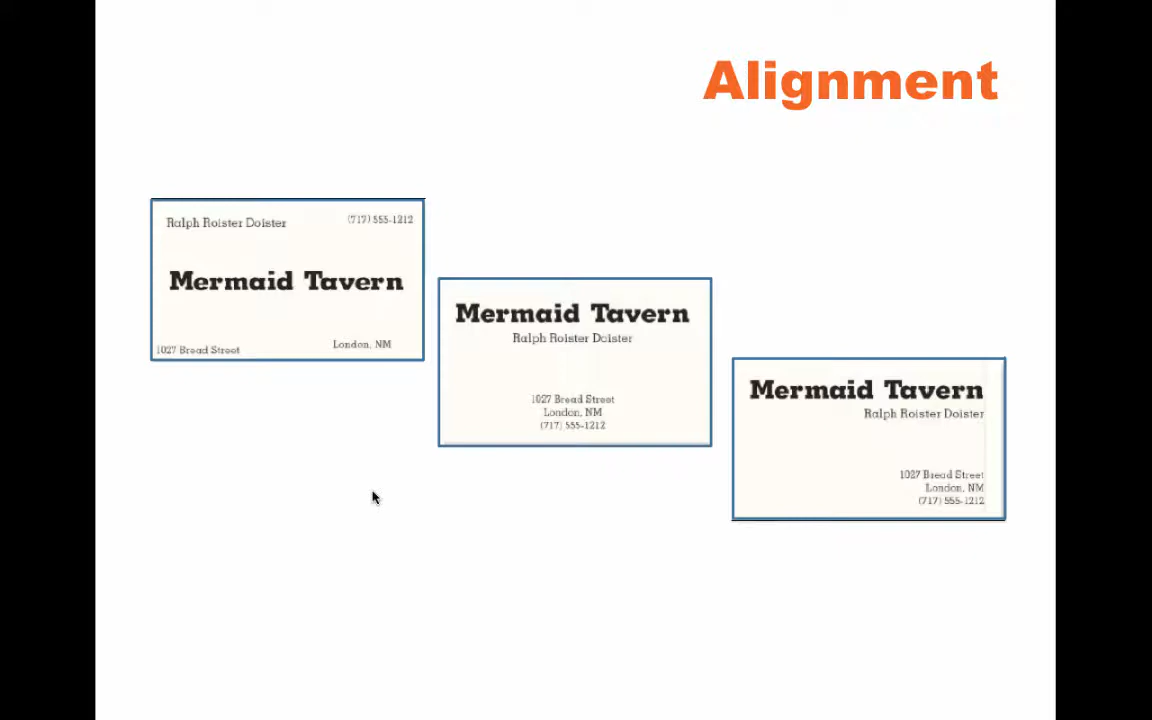 Alignment
Ralph Roister Doister
(717) 555-1212
Mermaid Tavern
1027 Bread Street
London, NM
Mermaid Tavern
Ralph Roister Doister
1027 Bread Street
London, NM
(717) 555-1212
Mermaid Tavern
Ralph Roister Doister
1027 Bread Street
London, NM
(717) 555-1212